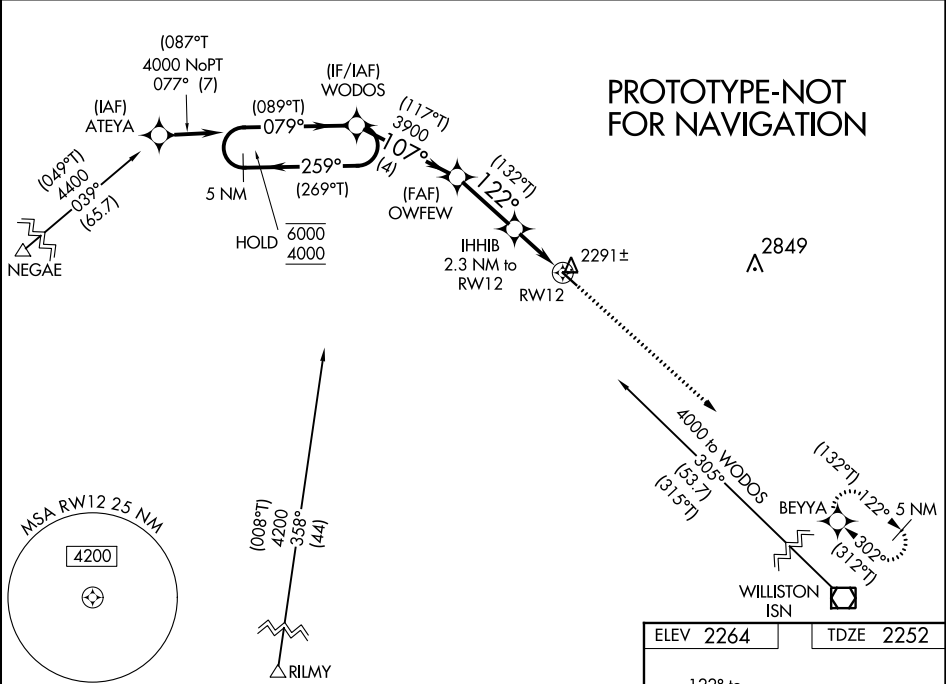 (087°T
4000 NoPT
077° (7)
(IAF)
ATEYA
(IF/IAF)
WODOS
(089°T)
079°
259°
(269°T)
5 NM
HOLD
6000
4000
(117°T)
3900
107°
(4)
(FAF)
OWFEW
(132°T)
122°
IHHIB
2.3 NM to
RW12
RW12
2291±
2849
PROTOTYPE-NOT
FOR NAVIGATION
(049°T)
4400
039°
(65.7)
NEGAE
(008°T)
4200
358°
(44)
RILMY
MSA RW12 25 NM
4200
4000 to WODOS
305°
(53.7)
(315°T)
(132°T)
122°
5 NM
BEYYA
302°
(312°T)
WILLISTON
ISN
ELEV 2264
TDZE 2252
122° to